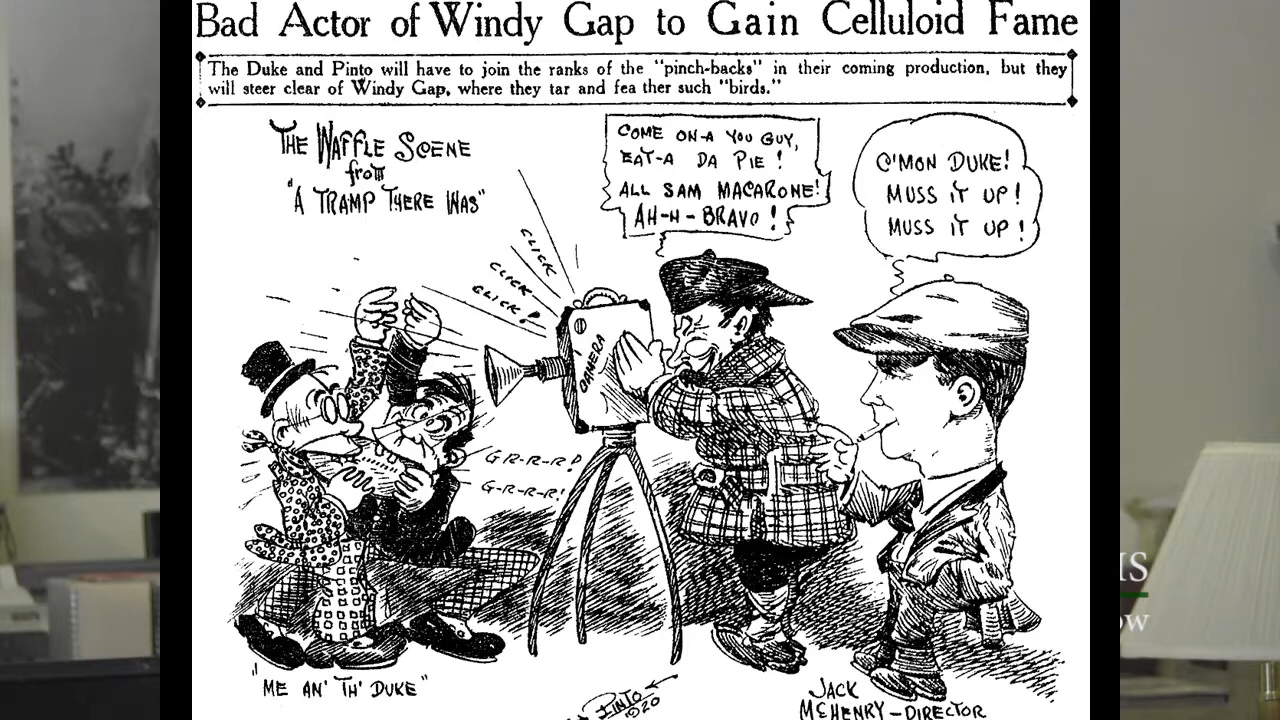 Bad Actor of Windy Gap to Gain Celluloid Fame
The Duke and Pinto will have to join the ranks of the "pinch-backs" in their coming production, but they
will steer clear of Windy Gap, where they tar and fea ther such "birds."
THE WAFFLE SCENE
from
"A TRAMP THERE WAS"
COME ON-A YOU GUY,
EAT-A DA PIE!
ALL SAM MACARONE!
AH-H-BRAVO!
C'MON DUKE!
MUSS IT UP!
MUSS IT UP!
CLICK
CLICK
CLICK!
CAMERA
G-R-R-R!
G-R-R-R!
"ME AN' TH' DUKE"
PINTO
1920
JACK
MCHENRY-DIRECTOR